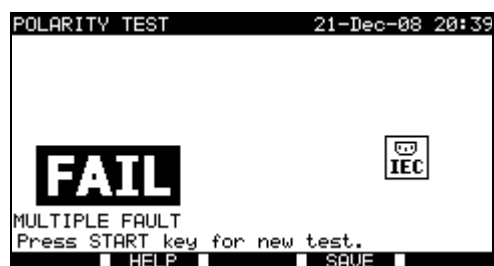 POLARITY TEST 21-Dec-08 20:39
IEC
FAIL
MULTIPLE FAULT
Press START key for new test.
HELP SAVE